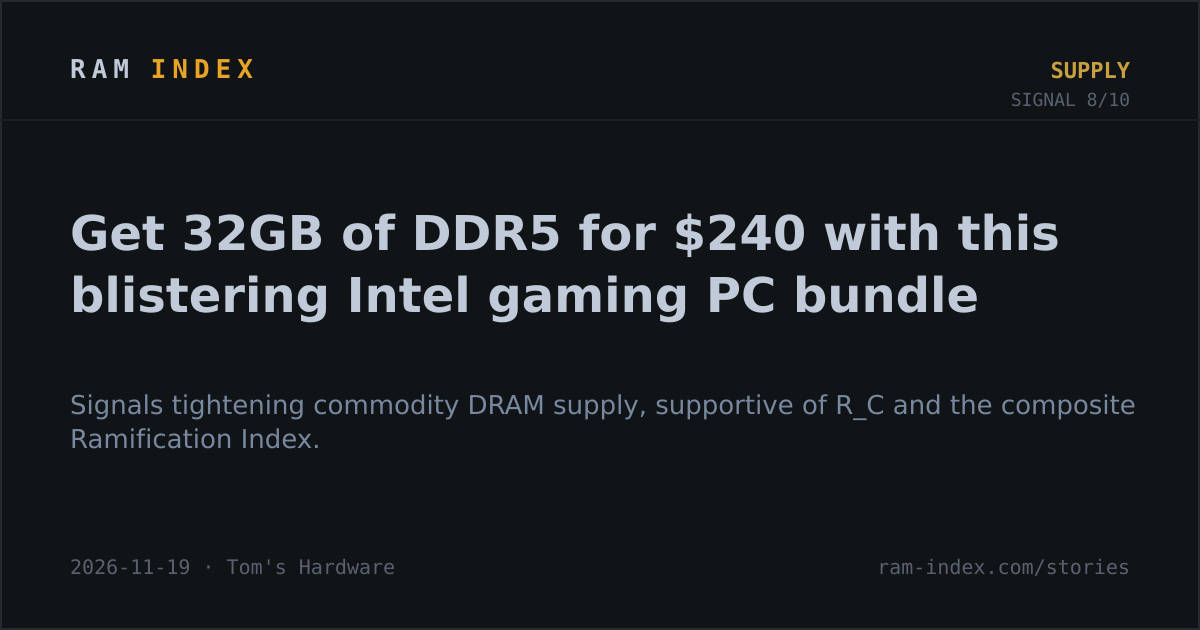 RAM INDEX
SUPPLY
SIGNAL 8/10
Get 32GB of DDR5 for $240 with this
blistering Intel gaming PC bundle
Signals tightening commodity DRAM supply, supportive of R_C and the composite
Ramification Index.
2026-11-19 · Tom's Hardware
ram-index.com/stories